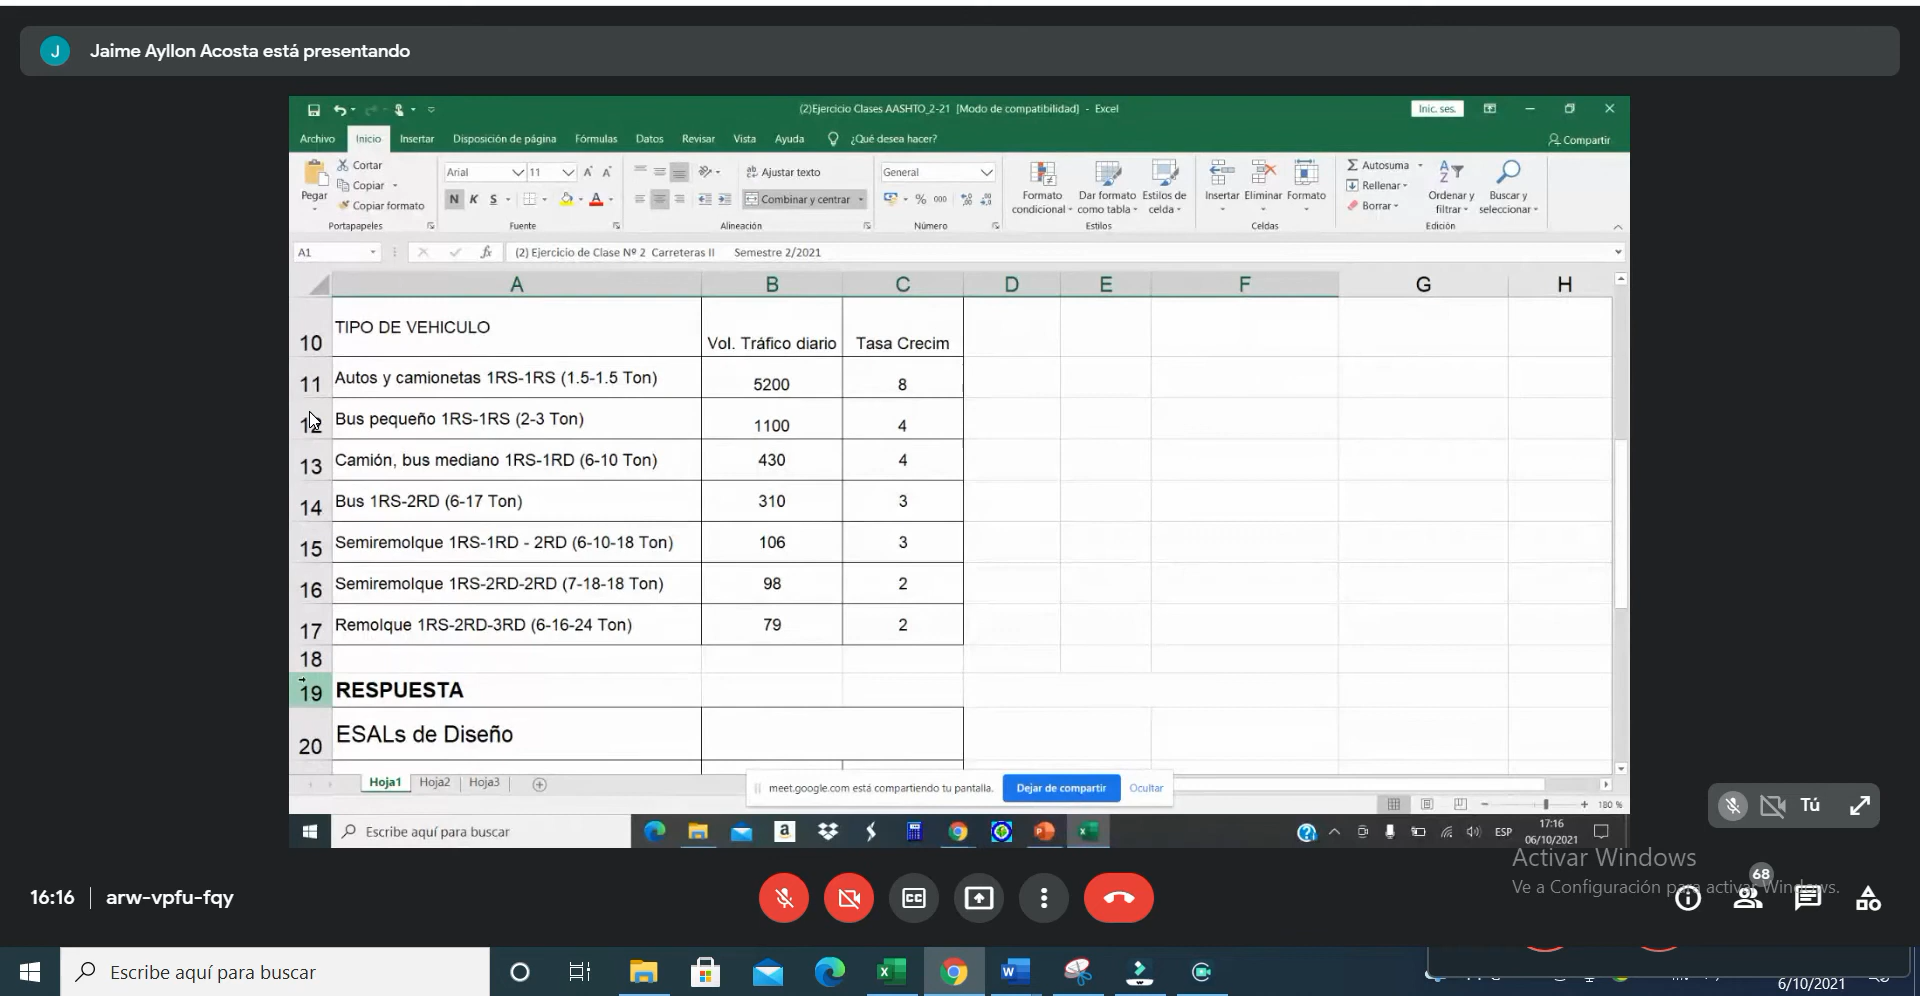 J Jaime Ayllon Acosta está presentando
(2)Ejercicio Clases AASHTO_2-21 [Modo de compatibilidad] - Excel
Inic. ses.
Archivo Inicio Insertar Disposición de página Fórmulas Datos Revisar Vista Ayuda ¿Qué desea hacer? Compartir
Pegar
Cortar
Copiar
Copiar formato
Portapapeles
Arial 11
N K S
Fuente
Ajustar texto
Combinar y centrar
Alineación
General
% 000
Número
Formato condicional
Dar formato como tabla
Estilos de celda
Estilos
Insertar Eliminar Formato
Celdas
Autosuma
Rellenar
Borrar
Ordenar y filtrar
Buscar y seleccionar
Edición
A1 fx (2) Ejercicio de Clase Nº 2 Carreteras II Semestre 2/2021
A B C D E F G H
10 TIPO DE VEHICULO Vol. Tráfico diario Tasa Crecim
11 Autos y camionetas 1RS-1RS (1.5-1.5 Ton) 5200 8
12 Bus pequeño 1RS-1RS (2-3 Ton) 1100 4
13 Camión, bus mediano 1RS-1RD (6-10 Ton) 430 4
14 Bus 1RS-2RD (6-17 Ton) 310 3
15 Semiremolque 1RS-1RD - 2RD (6-10-18 Ton) 106 3
16 Semiremolque 1RS-2RD-2RD (7-18-18 Ton) 98 2
17 Remolque 1RS-2RD-3RD (6-16-24 Ton) 79 2
18
19 RESPUESTA
20 ESALs de Diseño
Hoja1 Hoja2 Hoja3
meet.google.com está compartiendo tu pantalla. Dejar de compartir Ocultar
180 %
Tú
Escribe aquí para buscar
ESP
17:16
06/10/2021
Activar Windows
Ve a Configuración para activar Windows.
68
16:16 arw-vpfu-fqy
Escribe aquí para buscar
6/10/2021